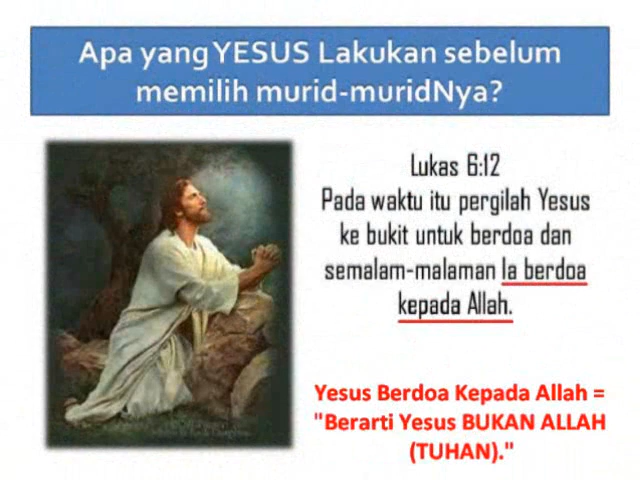 Apa yang YESUS Lakukan sebelum
memilih murid-muridNya?
Lukas 6:12
Pada waktu itu pergilah Yesus
ke bukit untuk berdoa dan
semalam-malaman Ia berdoa
kepada Allah.
Yesus Berdoa Kepada Allah =
"Berarti Yesus BUKAN ALLAH
(TUHAN)."